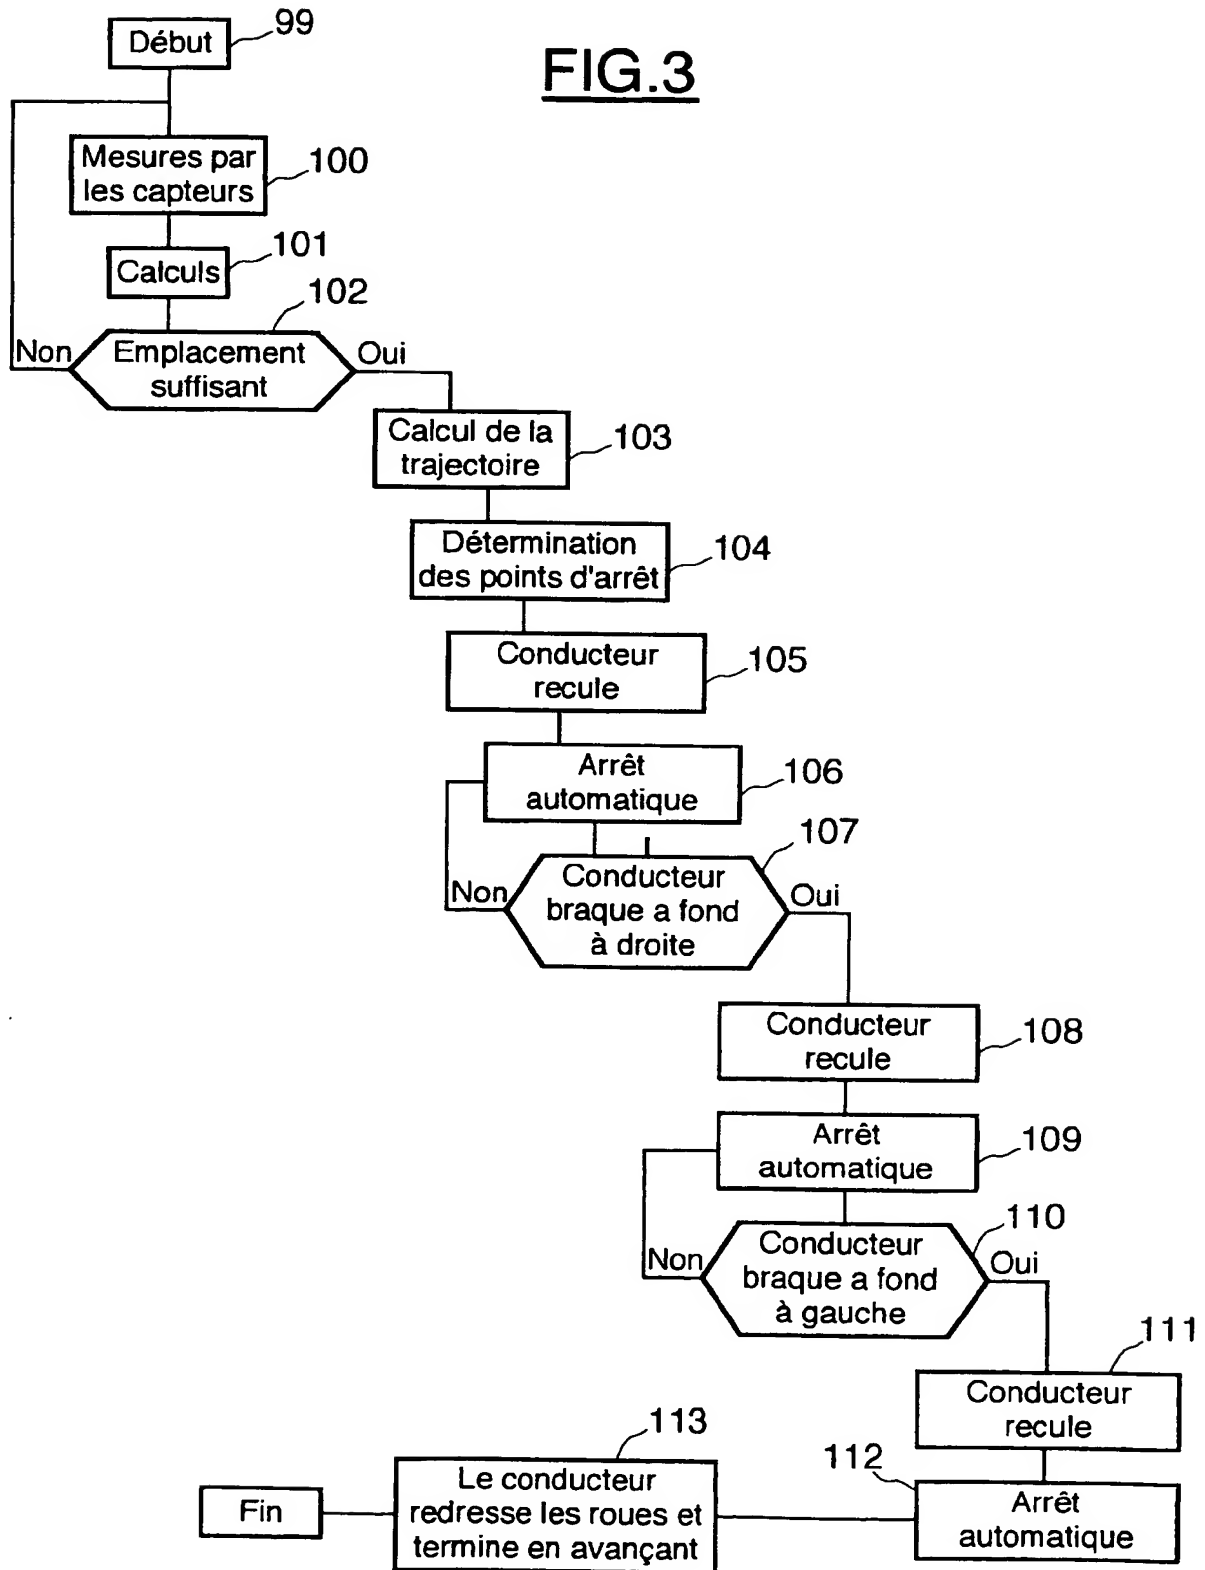 Début
99
FIG.3
Mesures par
les capteurs
100
Calculs
101
102
Non
Emplacement
suffisant
Oui
Calcul de la
trajectoire
103
Détermination
des points d'arrêt
104
Conducteur
recule
105
Arrêt
automatique
106
107
Non
Conducteur
braque a fond
à droite
Oui
Conducteur
recule
108
Arrêt
automatique
109
110
Non
Conducteur
braque a fond
à gauche
Oui
111
Conducteur
recule
112
Arrêt
automatique
113
Le conducteur
redresse les roues et
termine en avançant
Fin